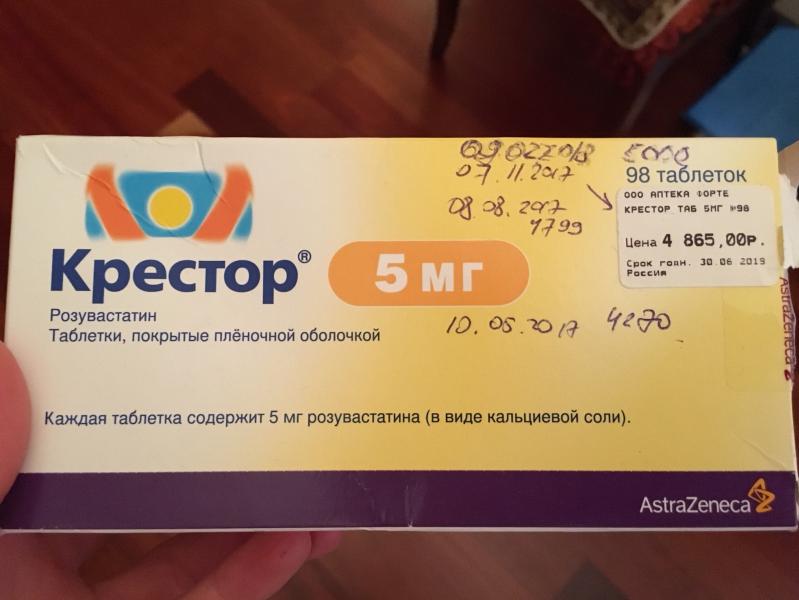 09.02.2018 5000
07.11.2017
08.08.2017
4799
10.05.2017 4270
98 таблеток
ООО АПТЕКА ФОРТЕ
КРЕСТОР ТАБ 5МГ №98
Цена 4 865,00р.
Срок годн. 30.06.2019
Россия
Крестор®
5 мг
Розувастатин
Таблетки, покрытые плёночной оболочкой
Каждая таблетка содержит 5 мг розувастатина (в виде кальциевой соли).
AstraZeneca
AstraZeneca